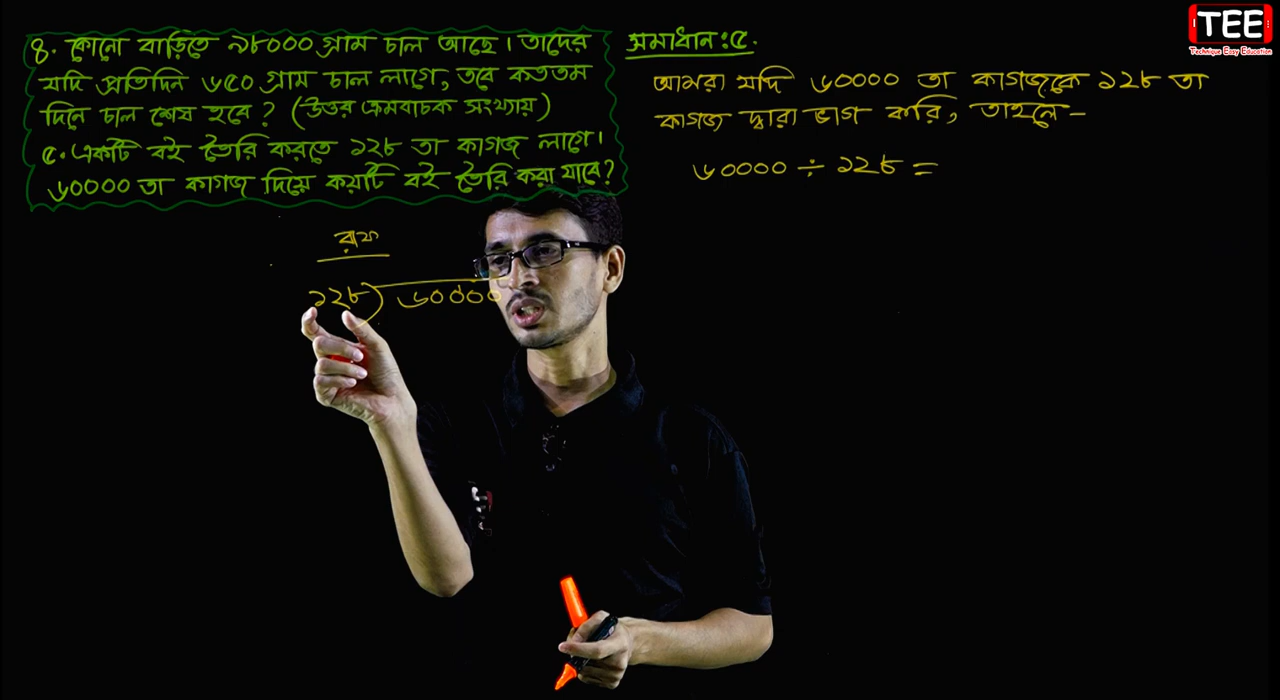 ৪. কোনো বাড়িতে ৯৮০০০ গ্রাম চাল আছে। তাদের
যদি প্রতিদিন ৬৫০ গ্রাম চাল লাগে, তবে কততম
দিনে চাল শেষ হবে? (উত্তর ক্রমবাচক সংখ্যায়)
৫. একটি বই তৈরি করতে ১২৮ তা কাগজ লাগে।
৬০০০০ তা কাগজ দিয়ে কয়টি বই তৈরি করা যাবে?
সমাধান: ৫.
আমরা যদি ৬০০০০ তা কাগজকে ১২৮ তা
কাগজ দ্বারা ভাগ করি, তাহলে-
৬০০০০ ÷ ১২৮ =
রাফ
১২৮) ৬০০০০
TEE
Technique Easy Education